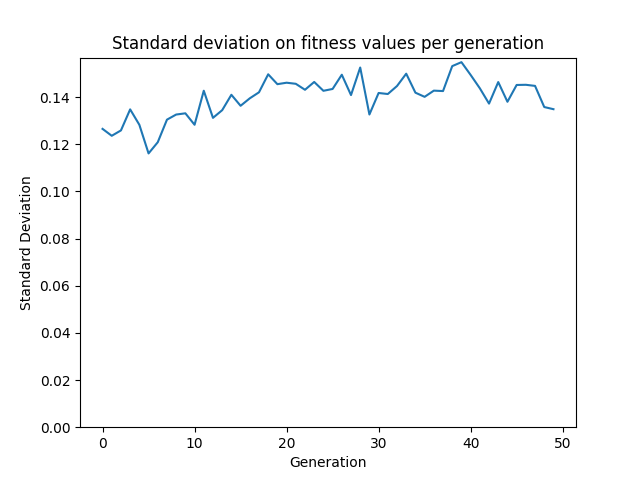 Standard deviation on fitness values per generation
Standard Deviation
0.14
0.12
0.10
0.08
0.06
0.04
0.02
0.00
0 10 20 30 40 50
Generation